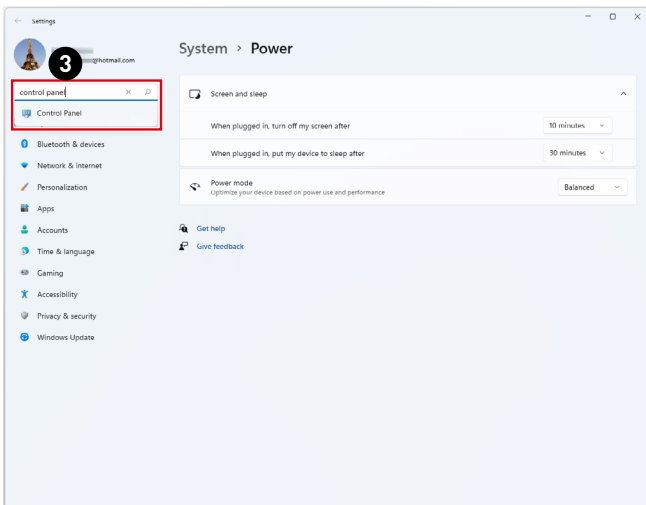 Settings
3
@hotmail.com
System > Power
control panel
Control Panel
Bluetooth & devices
Network & internet
Personalization
Apps
Accounts
Time & language
Gaming
Accessibility
Privacy & security
Windows Update
Screen and sleep
When plugged in, turn off my screen after
10 minutes
When plugged in, put my device to sleep after
30 minutes
Power mode
Optimize your device based on power use and performance
Balanced
Get help
Give feedback